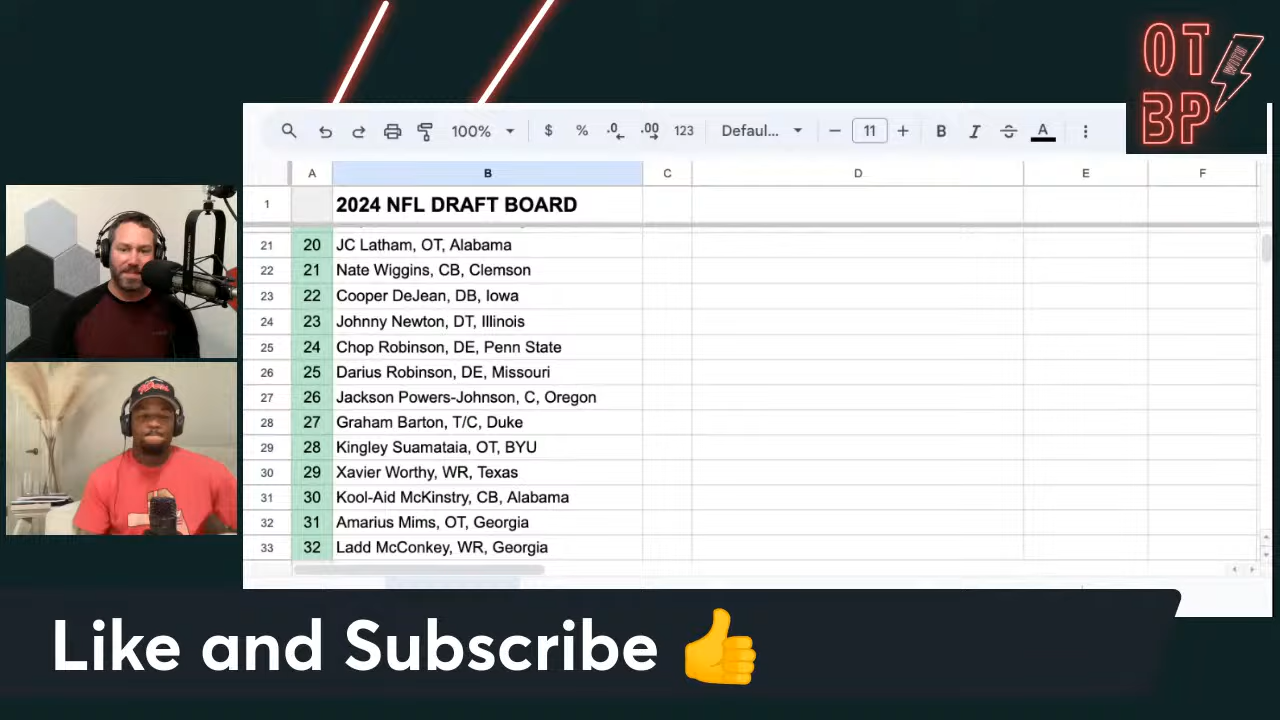 OT
BP
WITH
100%
$ % .0 .00 123 Defaul... 11 B I S A
A B C D E F
1 2024 NFL DRAFT BOARD
21 20 JC Latham, OT, Alabama
22 21 Nate Wiggins, CB, Clemson
23 22 Cooper DeJean, DB, Iowa
24 23 Johnny Newton, DT, Illinois
25 24 Chop Robinson, DE, Penn State
26 25 Darius Robinson, DE, Missouri
27 26 Jackson Powers-Johnson, C, Oregon
28 27 Graham Barton, T/C, Duke
29 28 Kingley Suamataia, OT, BYU
30 29 Xavier Worthy, WR, Texas
31 30 Kool-Aid McKinstry, CB, Alabama
32 31 Amarius Mims, OT, Georgia
33 32 Ladd McConkey, WR, Georgia
Like and Subscribe 👍